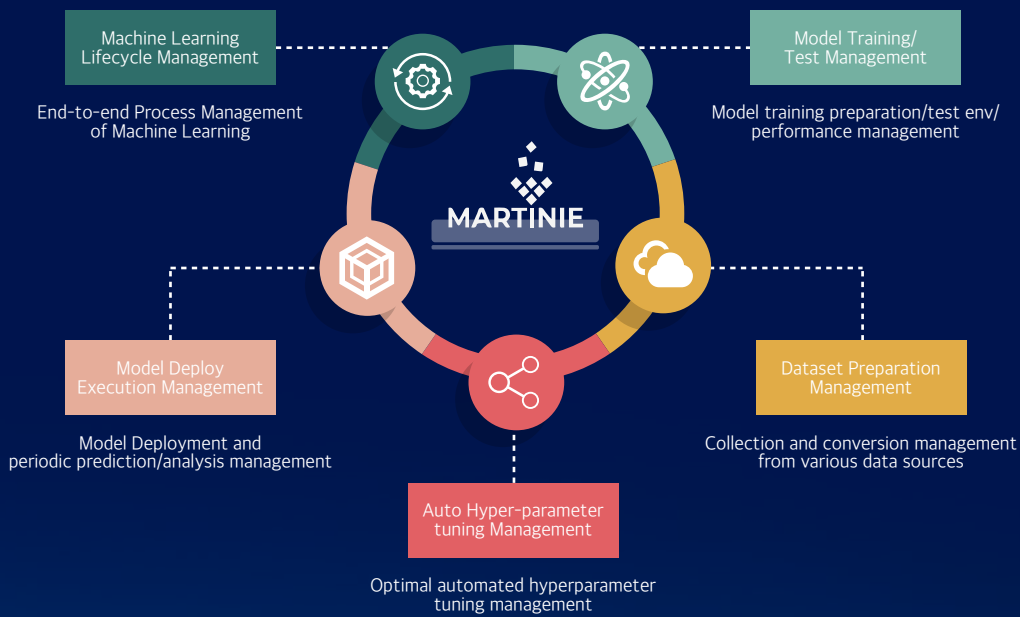 Machine Learning
Lifecycle Management
End-to-end Process Management
of Machine Learning
Model Training/
Test Management
Model training preparation/test env/
performance management
MARTINIE
Model Deploy
Execution Management
Model Deployment and
periodic prediction/analysis management
Dataset Preparation
Management
Collection and conversion management
from various data sources
Auto Hyper-parameter
tuning Management
Optimal automated hyperparameter
tuning management